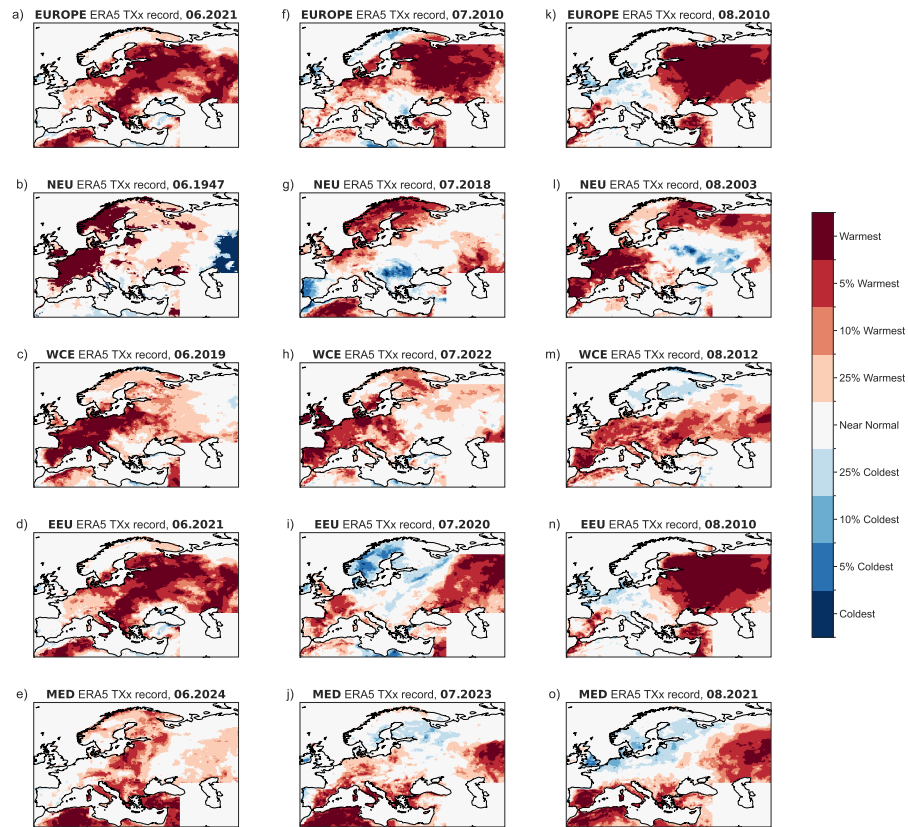 a) EUROPE ERA5 TXx record, 06.2021
f) EUROPE ERA5 TXx record, 07.2010
k) EUROPE ERA5 TXx record, 08.2010
b) NEU ERA5 TXx record, 06.1947
g) NEU ERA5 TXx record, 07.2018
l) NEU ERA5 TXx record, 08.2003
c) WCE ERA5 TXx record, 06.2019
h) WCE ERA5 TXx record, 07.2022
m) WCE ERA5 TXx record, 08.2012
d) EEU ERA5 TXx record, 06.2021
i) EEU ERA5 TXx record, 07.2020
n) EEU ERA5 TXx record, 08.2010
e) MED ERA5 TXx record, 06.2024
j) MED ERA5 TXx record, 07.2023
o) MED ERA5 TXx record, 08.2021
Warmest
5% Warmest
10% Warmest
25% Warmest
Near Normal
25% Coldest
10% Coldest
5% Coldest
Coldest